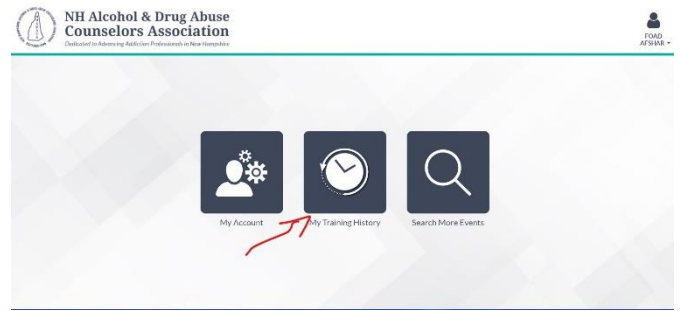 NH Alcohol & Drug Abuse
Counselors Association
Dedicated to Advancing Addiction Professionals in New Hampshire
FOAD
AFSHAR
My Account
My Training History
Search More Events